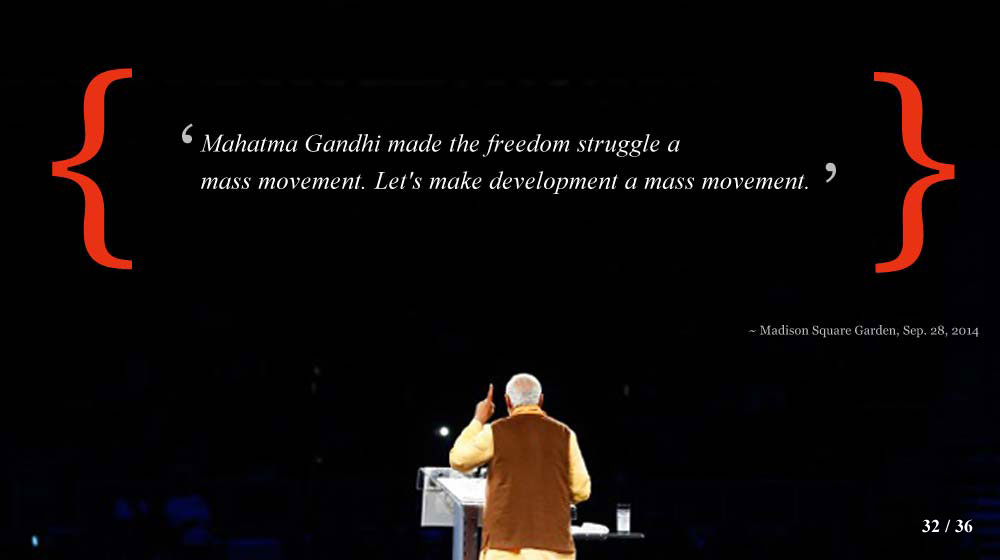 ‘ Mahatma Gandhi made the freedom struggle a
mass movement. Let's make development a mass movement. ’
~ Madison Square Garden, Sep. 28, 2014
32 / 36